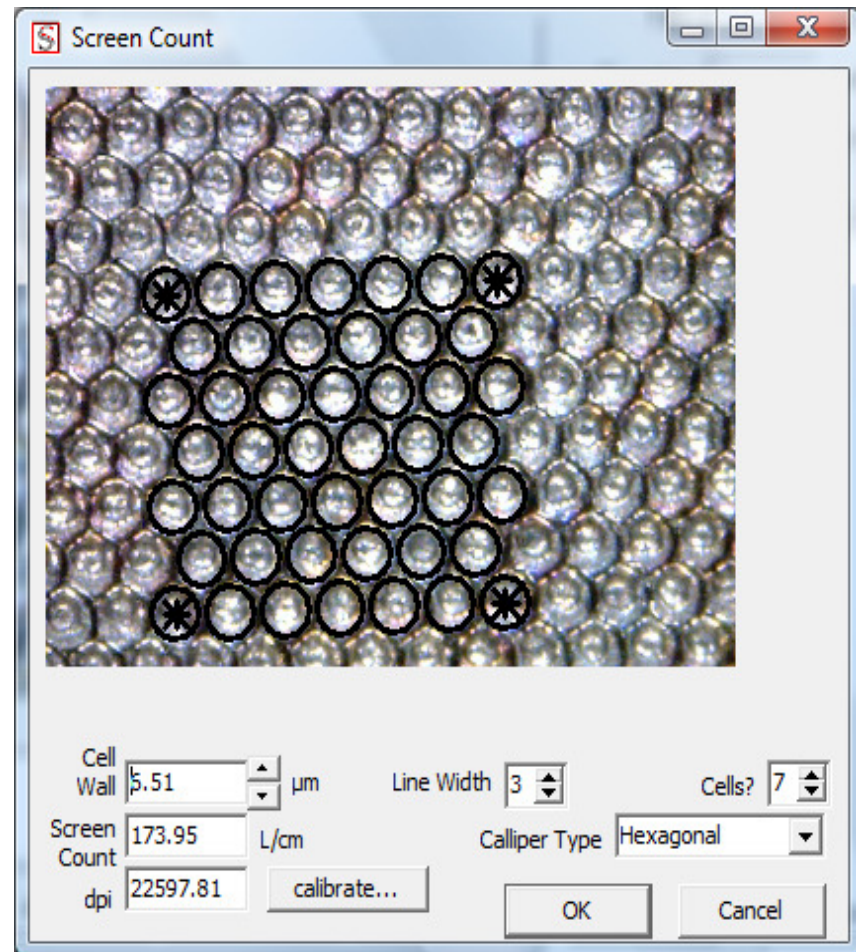 Screen Count
Cell Wall 5.51 µm
Line Width 3
Cells? 7
Screen Count 173.95 L/cm
Calliper Type Hexagonal
dpi 22597.81
calibrate...
OK
Cancel